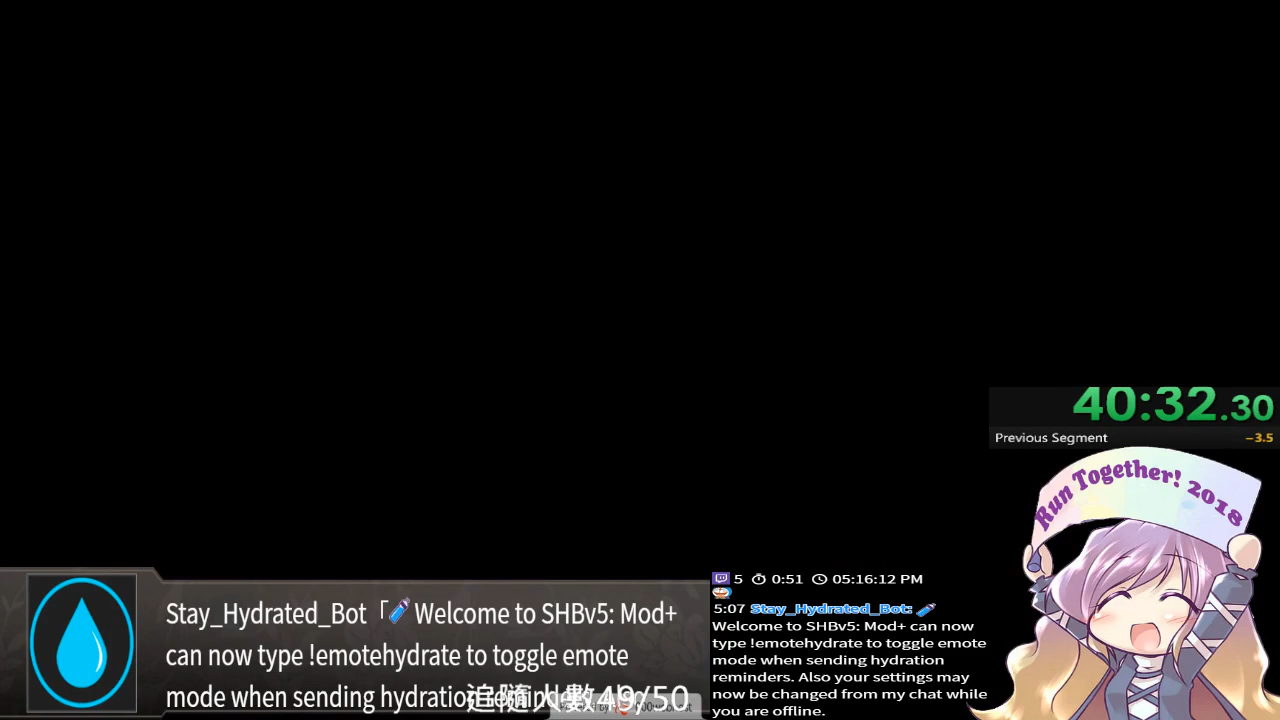 40:32.30
Previous Segment -3.5
Run Together! 2018
5 0:51 05:16:12 PM
5:07 Stay_Hydrated_Bot:
Welcome to SHBv5: Mod+ can now
type !emotehydrate to toggle emote
mode when sending hydration
reminders. Also your settings may
now be changed from my chat while
you are offline.
Stay_Hydrated_Bot「Welcome to SHBv5: Mod+
can now type !emotehydrate to toggle emote
mode when sending hydration
追隨人數49/50